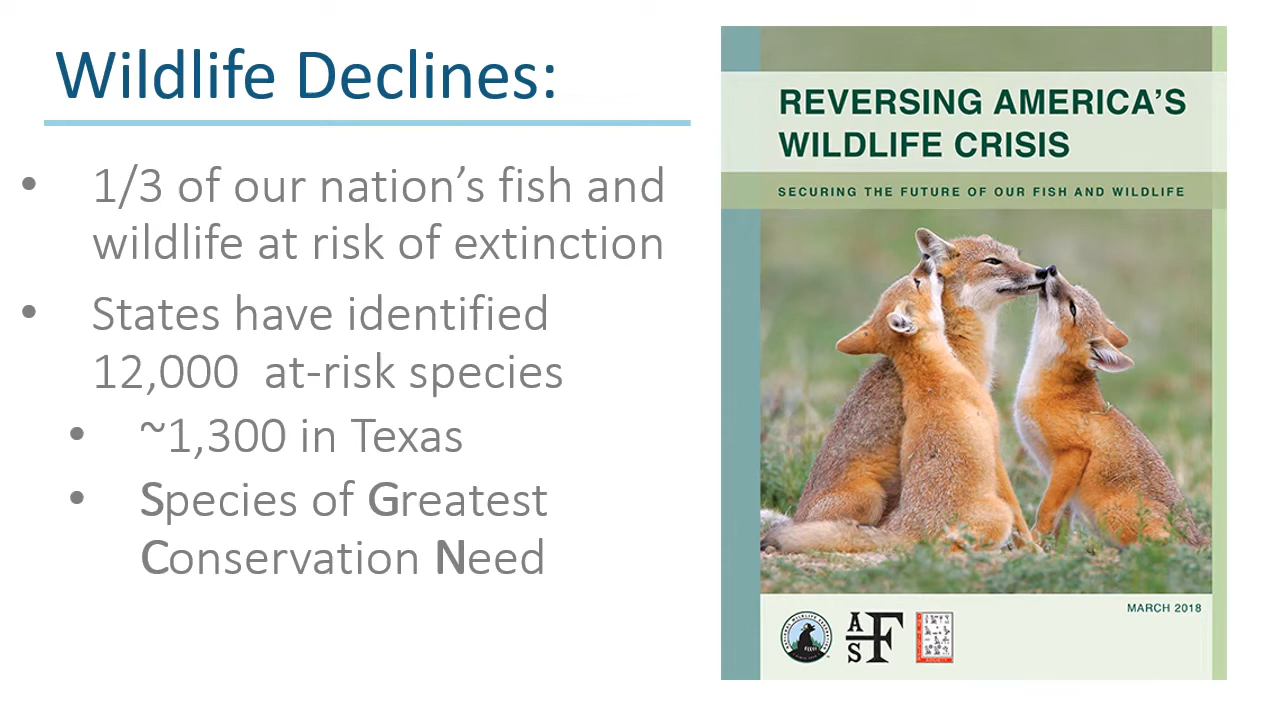 Wildlife Declines:
• 1/3 of our nation’s fish and
wildlife at risk of extinction
• States have identified
12,000 at-risk species
• ~1,300 in Texas
• Species of Greatest
Conservation Need
REVERSING AMERICA’S
WILDLIFE CRISIS
SECURING THE FUTURE OF OUR FISH AND WILDLIFE
MARCH 2018
AFS